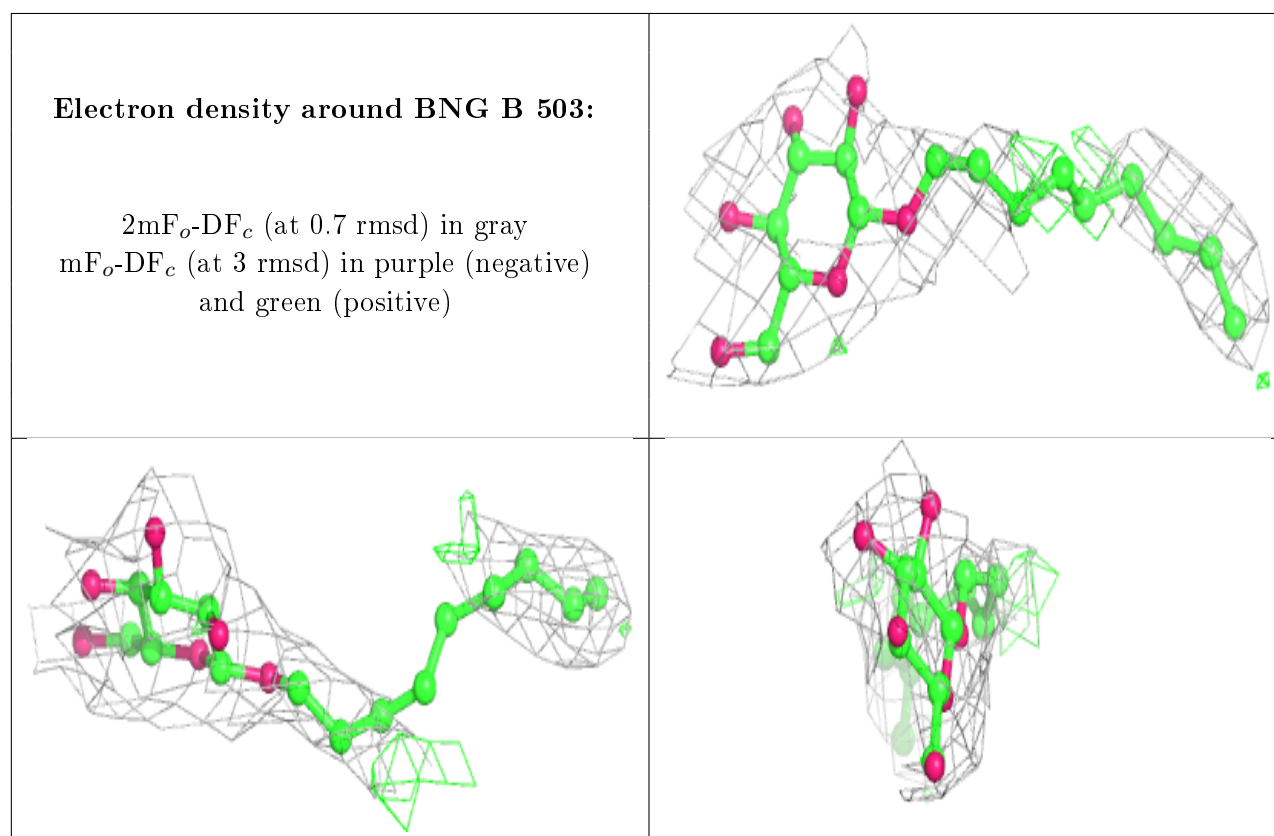 Electron density around BNG B 503:
2mFₒ-DF𝒸 (at 0.7 rmsd) in gray
mFₒ-DF𝒸 (at 3 rmsd) in purple (negative)
and green (positive)